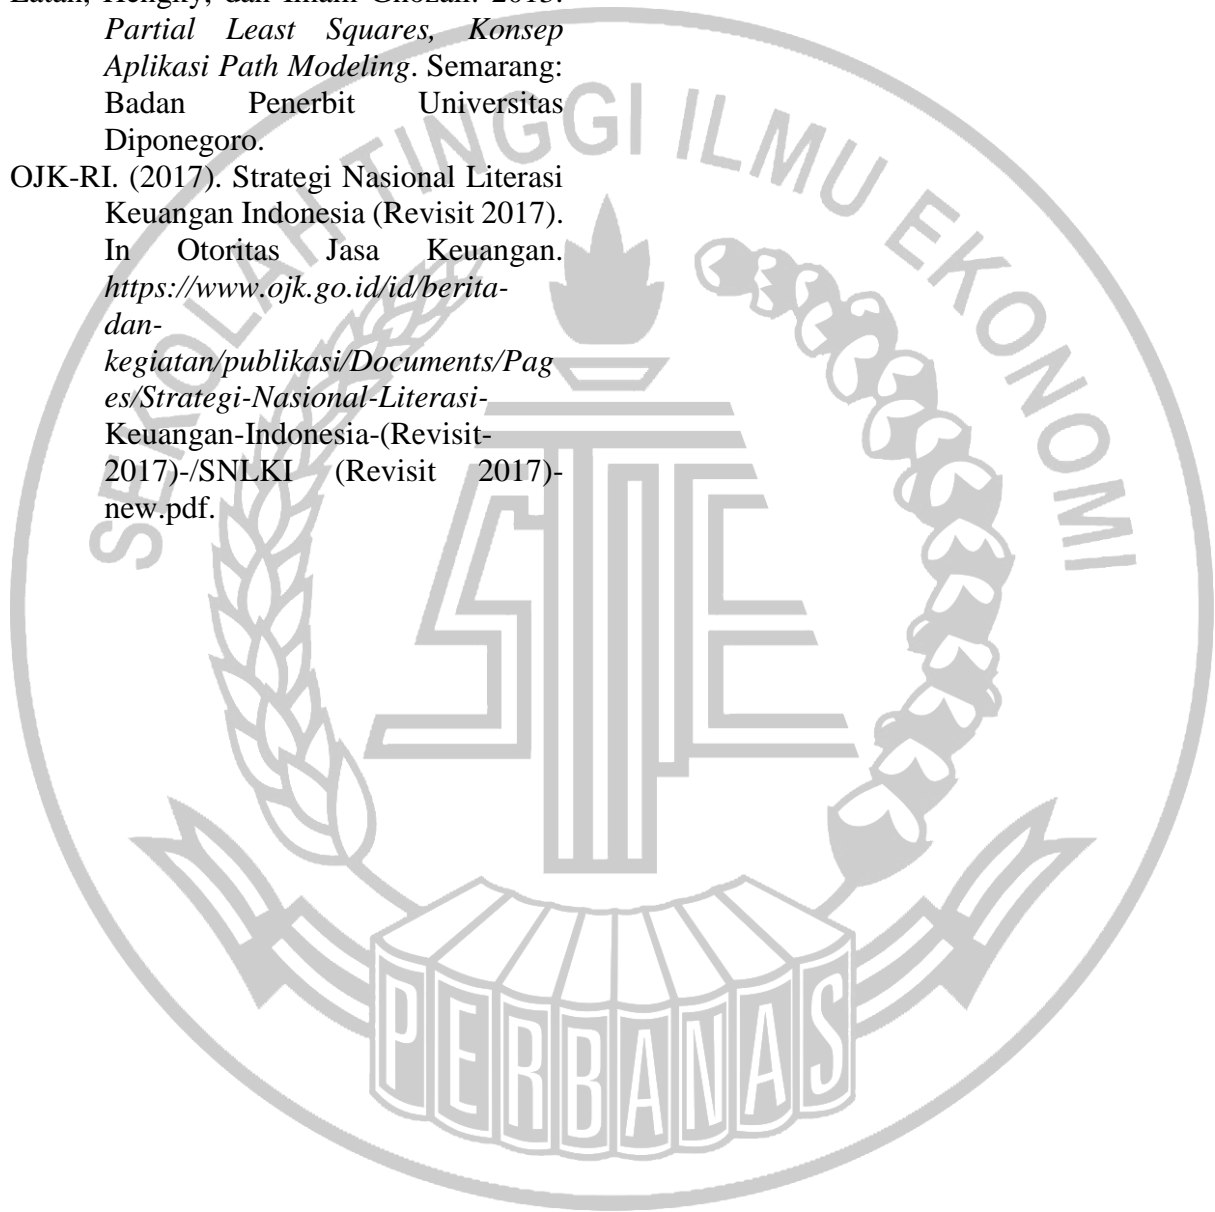 Latan, Hengky, dan Imam Ghozali. 2015.
Partial Least Squares, Konsep
Aplikasi Path Modeling. Semarang:
Badan Penerbit Universitas
Diponegoro.
OJK-RI. (2017). Strategi Nasional Literasi
Keuangan Indonesia (Revisit 2017).
In Otoritas Jasa Keuangan.
https://www.ojk.go.id/id/berita-
dan-
kegiatan/publikasi/Documents/Pag
es/Strategi-Nasional-Literasi-
Keuangan-Indonesia-(Revisit-
2017)-/SNLKI (Revisit 2017)-
new.pdf.
SEKOLAH TINGGI ILMU EKONOMI
STIE
PERBANAS